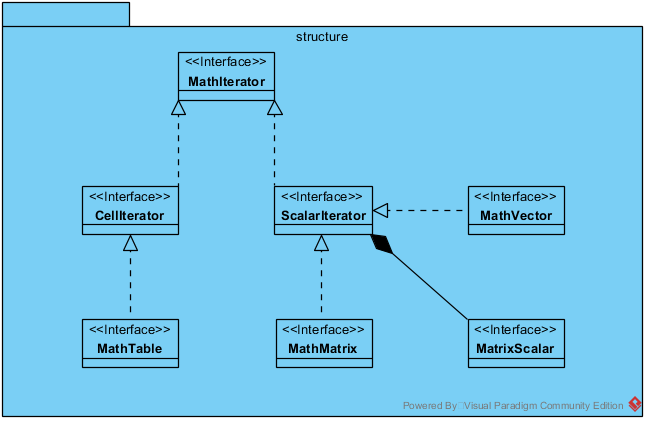 structure
<<Interface>>
MathIterator
<<Interface>>
CellIterator
<<Interface>>
ScalarIterator
<<Interface>>
MathVector
<<Interface>>
MathTable
<<Interface>>
MathMatrix
<<Interface>>
MatrixScalar
Powered By □Visual Paradigm Community Edition